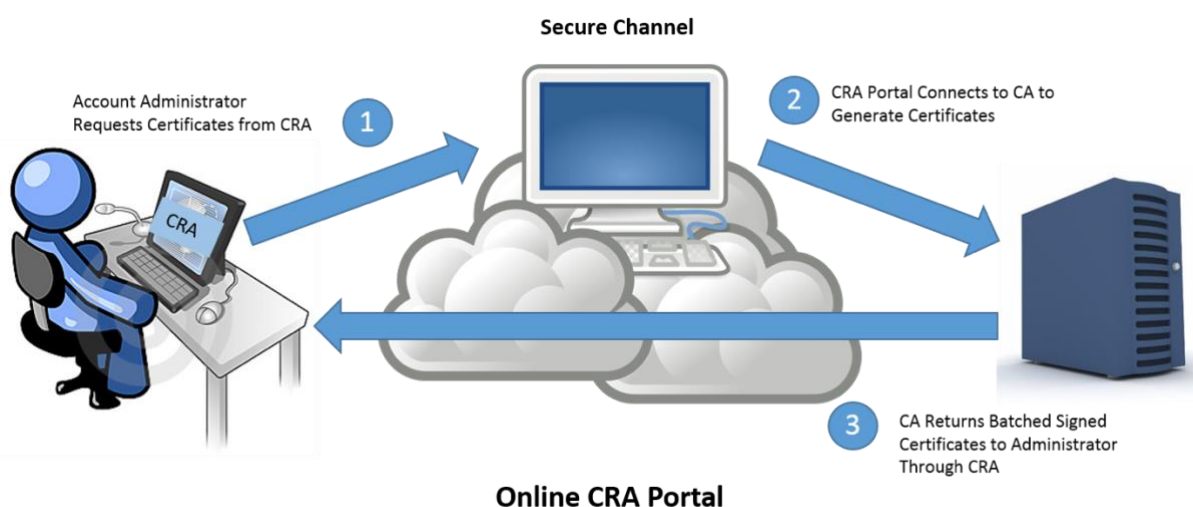 Secure Channel
Account Administrator
Requests Certificates from CRA
1
2
CRA Portal Connects to CA to
Generate Certificates
CRA
3
CA Returns Batched Signed
Certificates to Administrator
Through CRA
Online CRA Portal